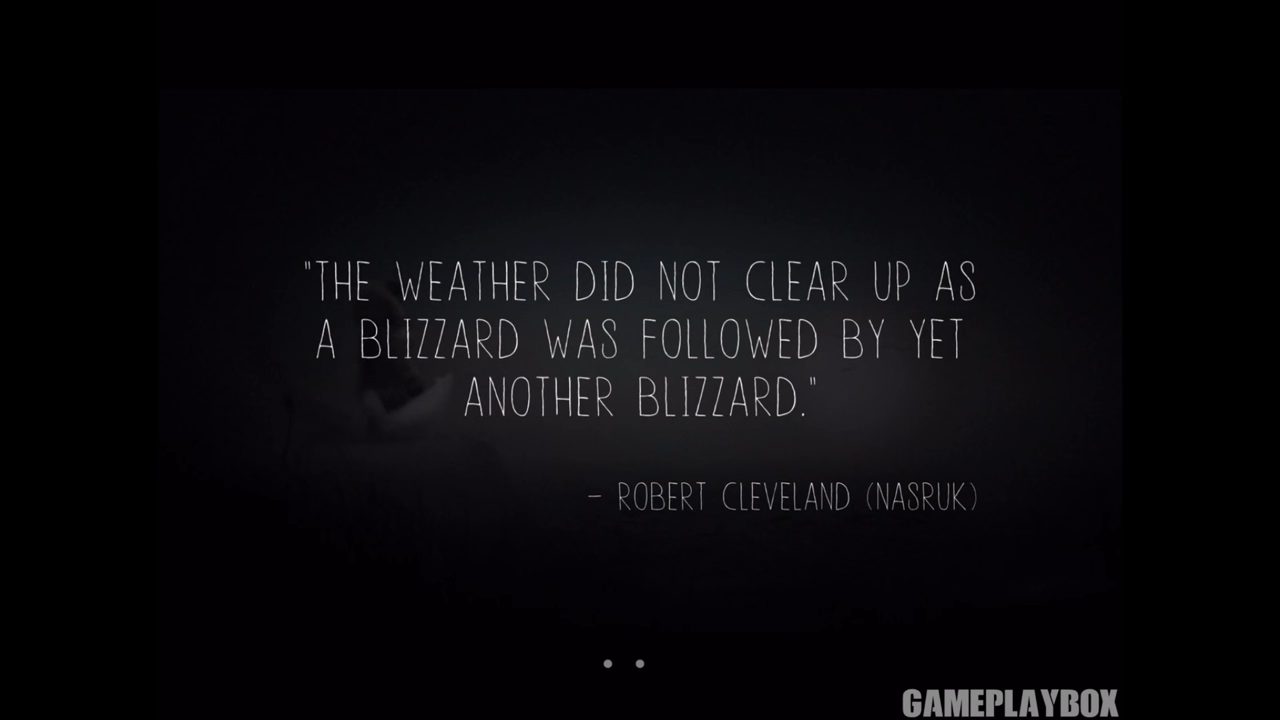 "THE WEATHER DID NOT CLEAR UP AS
A BLIZZARD WAS FOLLOWED BY YET
ANOTHER BLIZZARD."
- ROBERT CLEVELAND (NASRUK)
GAMEPLAYBOX